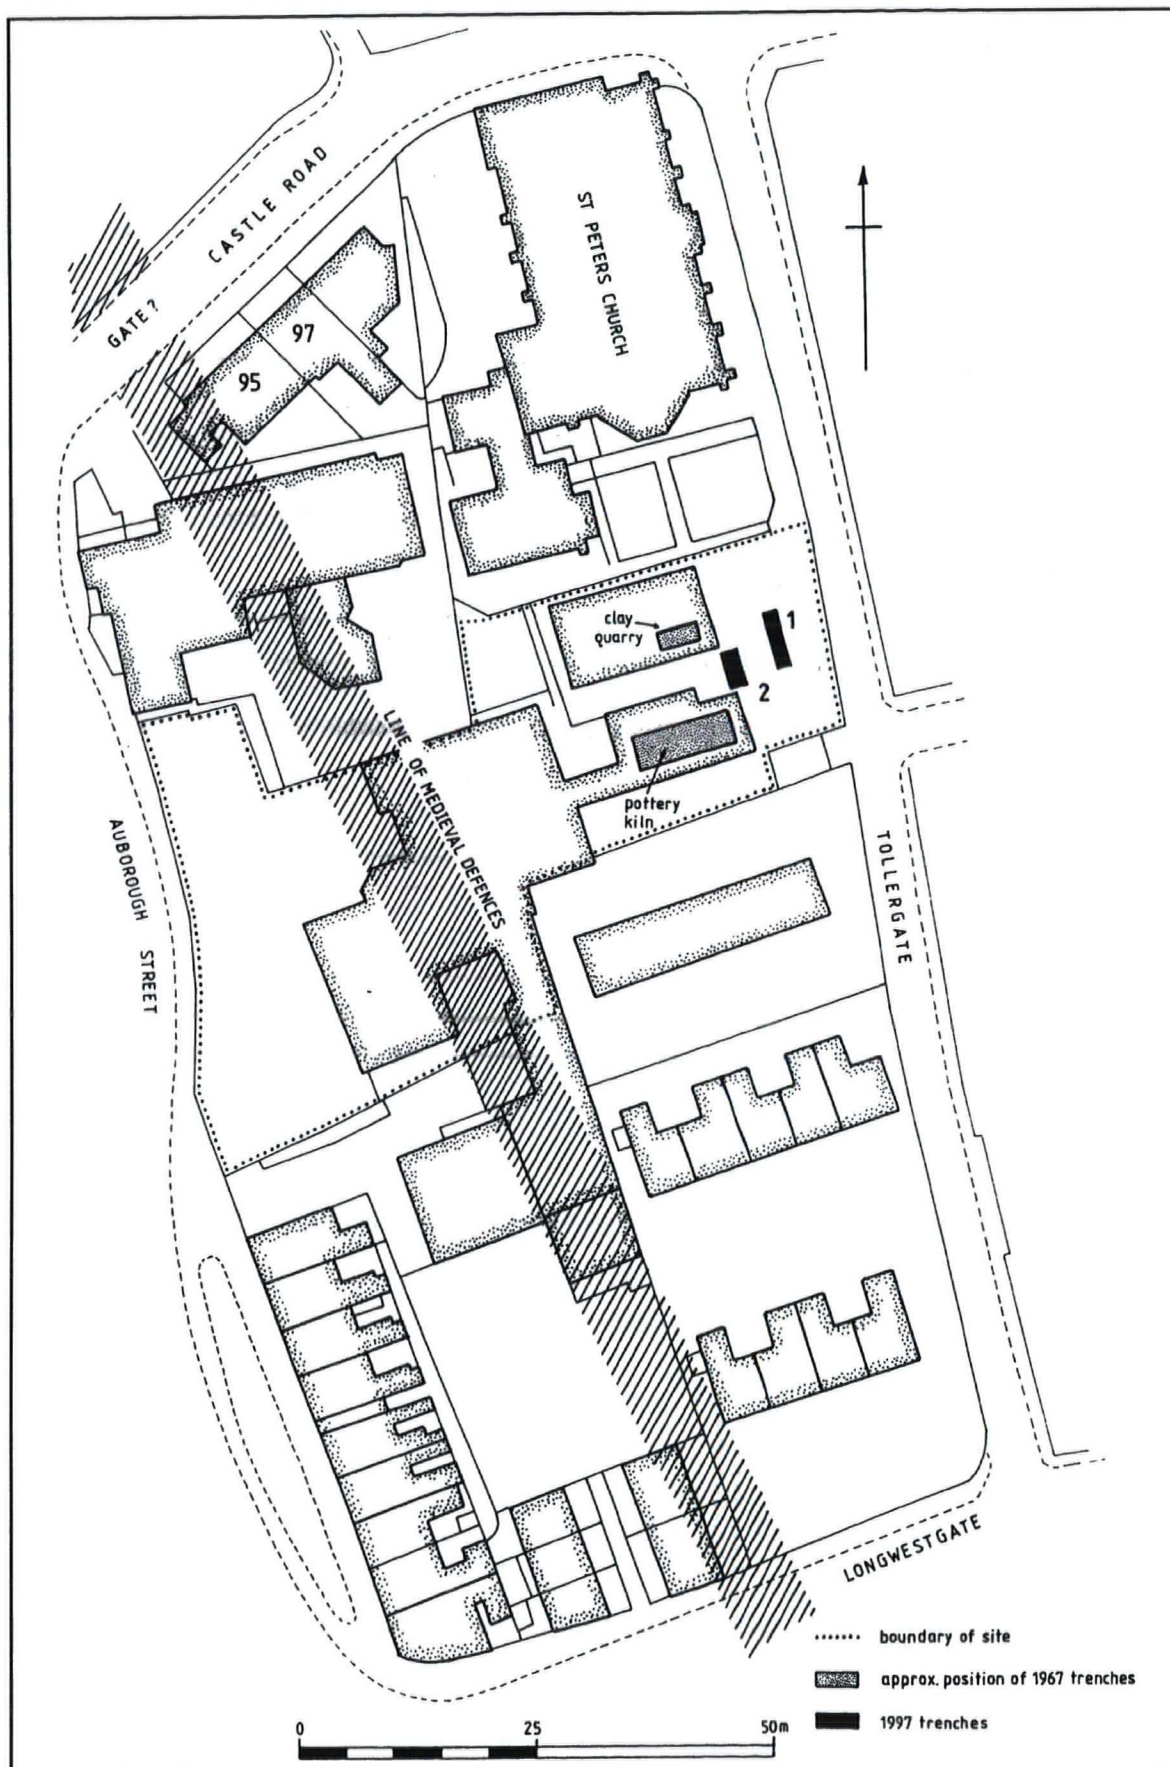 CASTLE ROAD
GATE?
ST PETERS CHURCH
97
95
clay
quarry
1
2
LINE OF MEDIEVAL DEFENCES
pottery
kiln
AUBOROUGH STREET
TOLLERGATE
LONGWESTGATE
boundary of site
approx. position of 1967 trenches
1997 trenches
0 25 50m